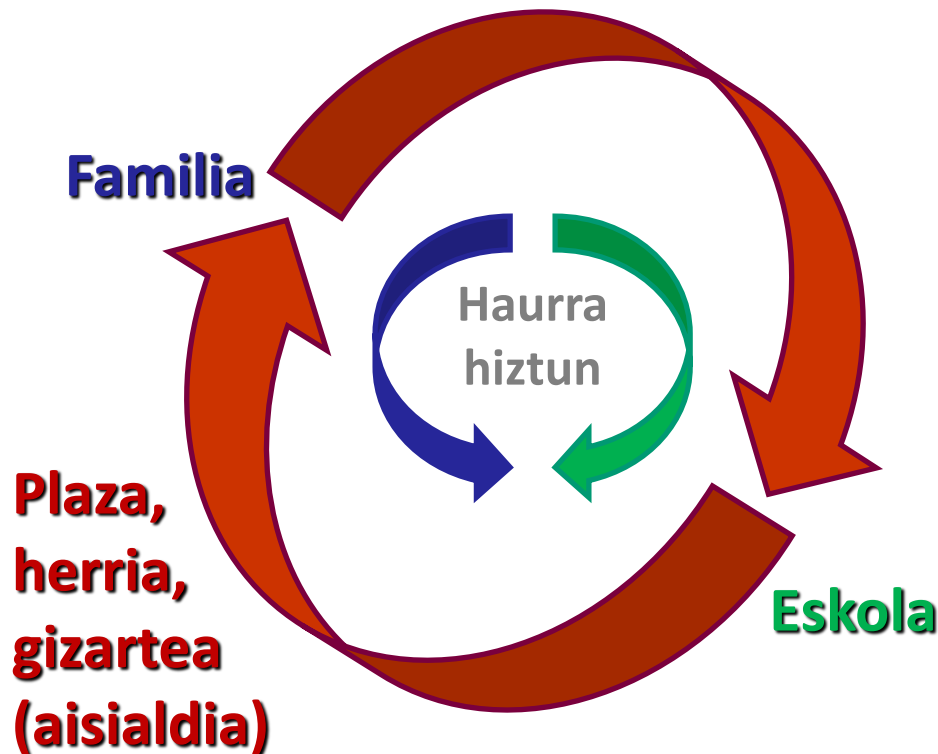 Familia
Haurra
hiztun
Plaza,
herria,
gizartea
(aisialdia)
Eskola